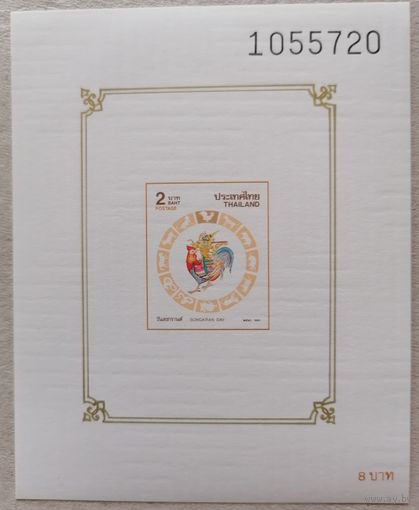 1055720
2 บาท
BAHT
POSTAGE
ประเทศไทย
THAILAND
วันสงกรานต์ SONGKRAN DAY
8 บาท